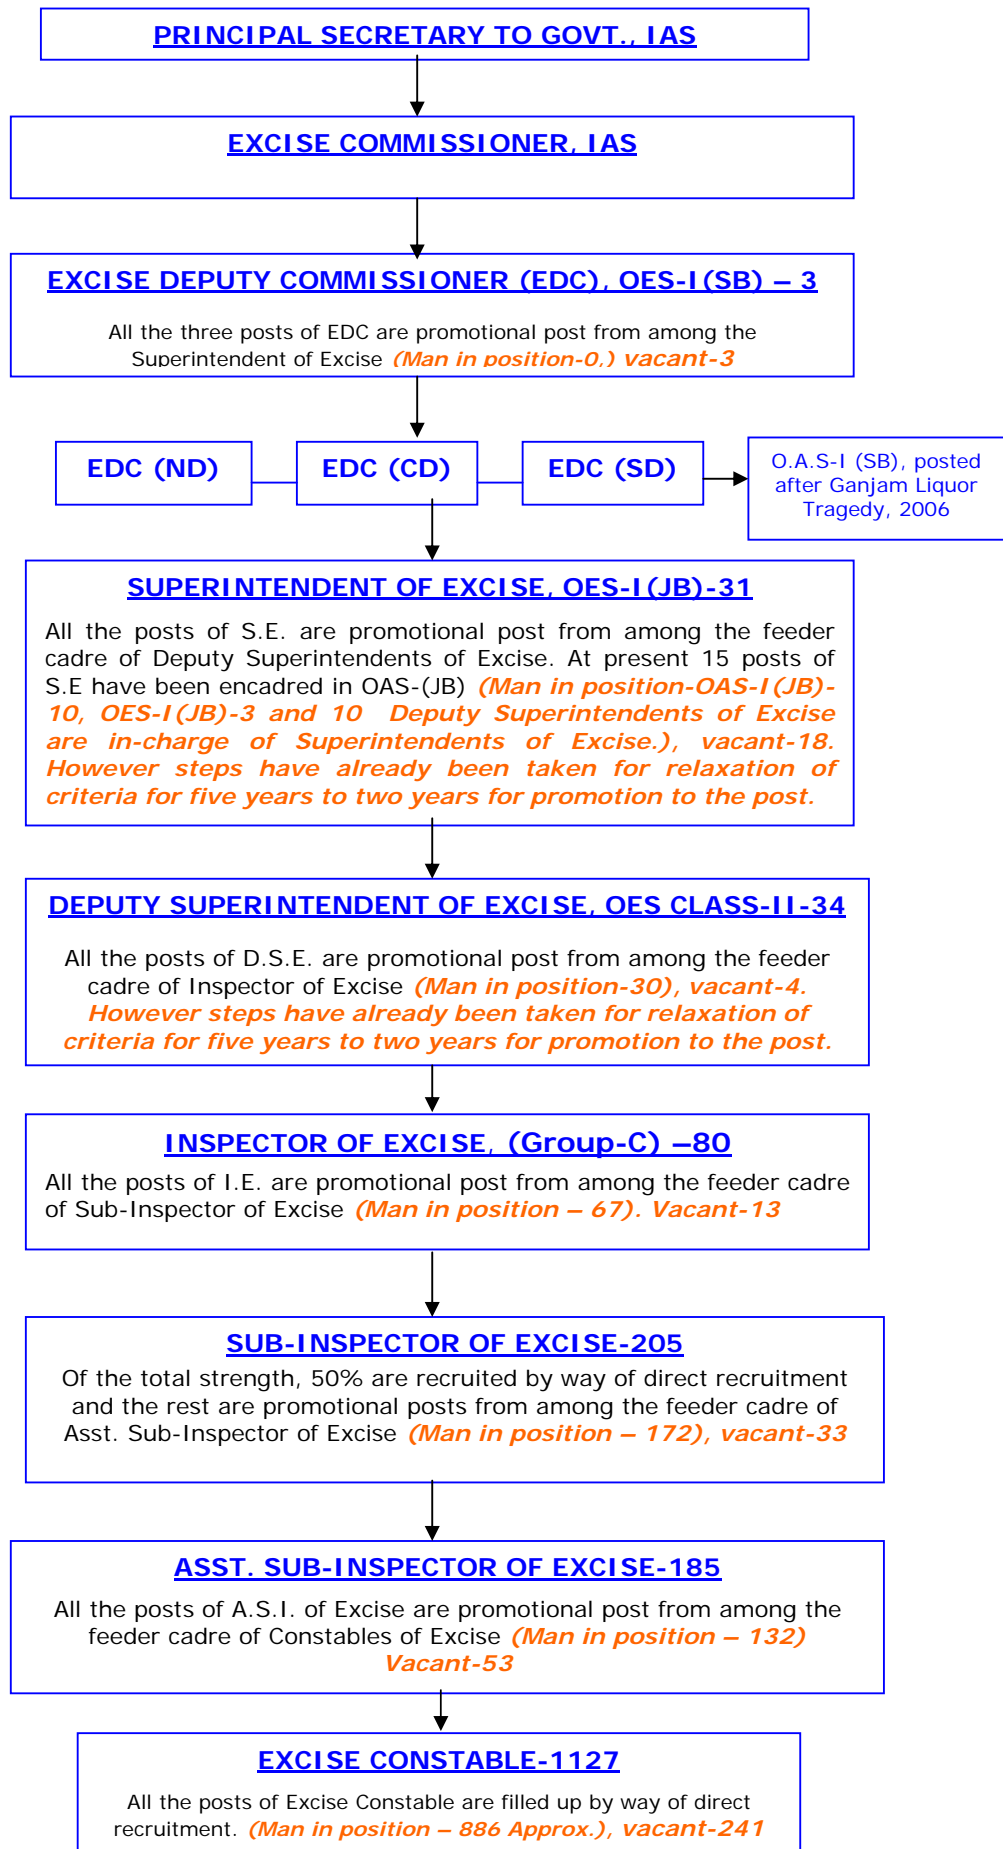 PRINCIPAL SECRETARY TO GOVT., IAS
EXCISE COMMISSIONER, IAS
EXCISE DEPUTY COMMISSIONER (EDC), OES-I(SB) – 3
All the three posts of EDC are promotional post from among the
Superintendent of Excise (Man in position-0,) vacant-3
EDC (ND)
EDC (CD)
EDC (SD)
O.A.S-I (SB), posted
after Ganjam Liquor
Tragedy, 2006
SUPERINTENDENT OF EXCISE, OES-I(JB)-31
All the posts of S.E. are promotional post from among the feeder
cadre of Deputy Superintendents of Excise. At present 15 posts of
S.E have been encadred in OAS-(JB) (Man in position-OAS-I(JB)-
10, OES-I(JB)-3 and 10 Deputy Superintendents of Excise
are in-charge of Superintendents of Excise.), vacant-18.
However steps have already been taken for relaxation of
criteria for five years to two years for promotion to the post.
DEPUTY SUPERINTENDENT OF EXCISE, OES CLASS-II-34
All the posts of D.S.E. are promotional post from among the feeder
cadre of Inspector of Excise (Man in position-30), vacant-4.
However steps have already been taken for relaxation of
criteria for five years to two years for promotion to the post.
INSPECTOR OF EXCISE, (Group-C) –80
All the posts of I.E. are promotional post from among the feeder cadre
of Sub-Inspector of Excise (Man in position – 67). Vacant-13
SUB-INSPECTOR OF EXCISE-205
Of the total strength, 50% are recruited by way of direct recruitment
and the rest are promotional posts from among the feeder cadre of
Asst. Sub-Inspector of Excise (Man in position – 172), vacant-33
ASST. SUB-INSPECTOR OF EXCISE-185
All the posts of A.S.I. of Excise are promotional post from among the
feeder cadre of Constables of Excise (Man in position – 132)
Vacant-53
EXCISE CONSTABLE-1127
All the posts of Excise Constable are filled up by way of direct
recruitment. (Man in position – 886 Approx.), vacant-241